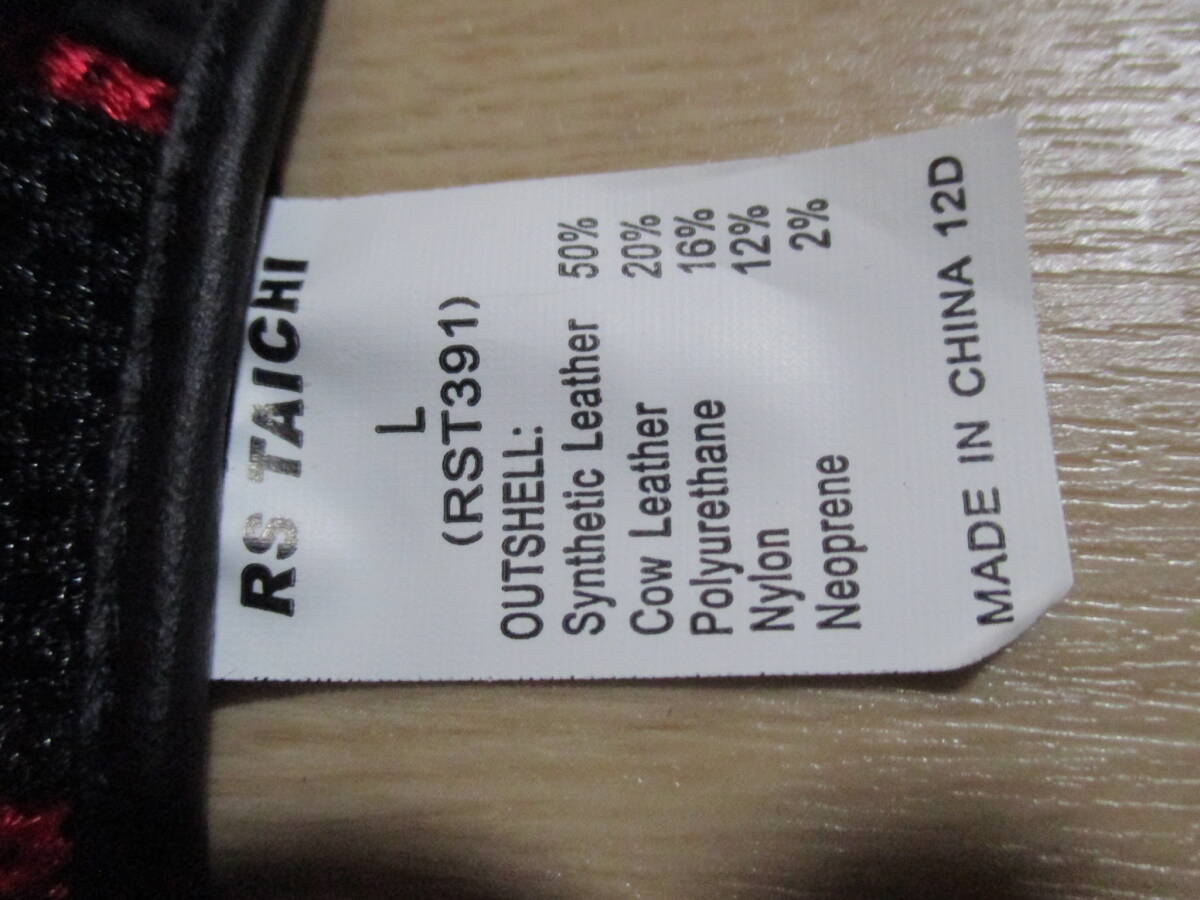 RS TAICHI
L
(RST391)
OUTSHELL:
Synthetic Leather 50%
Cow Leather 20%
Polyurethane 16%
Nylon 12%
Neoprene 2%
MADE IN CHINA 12D